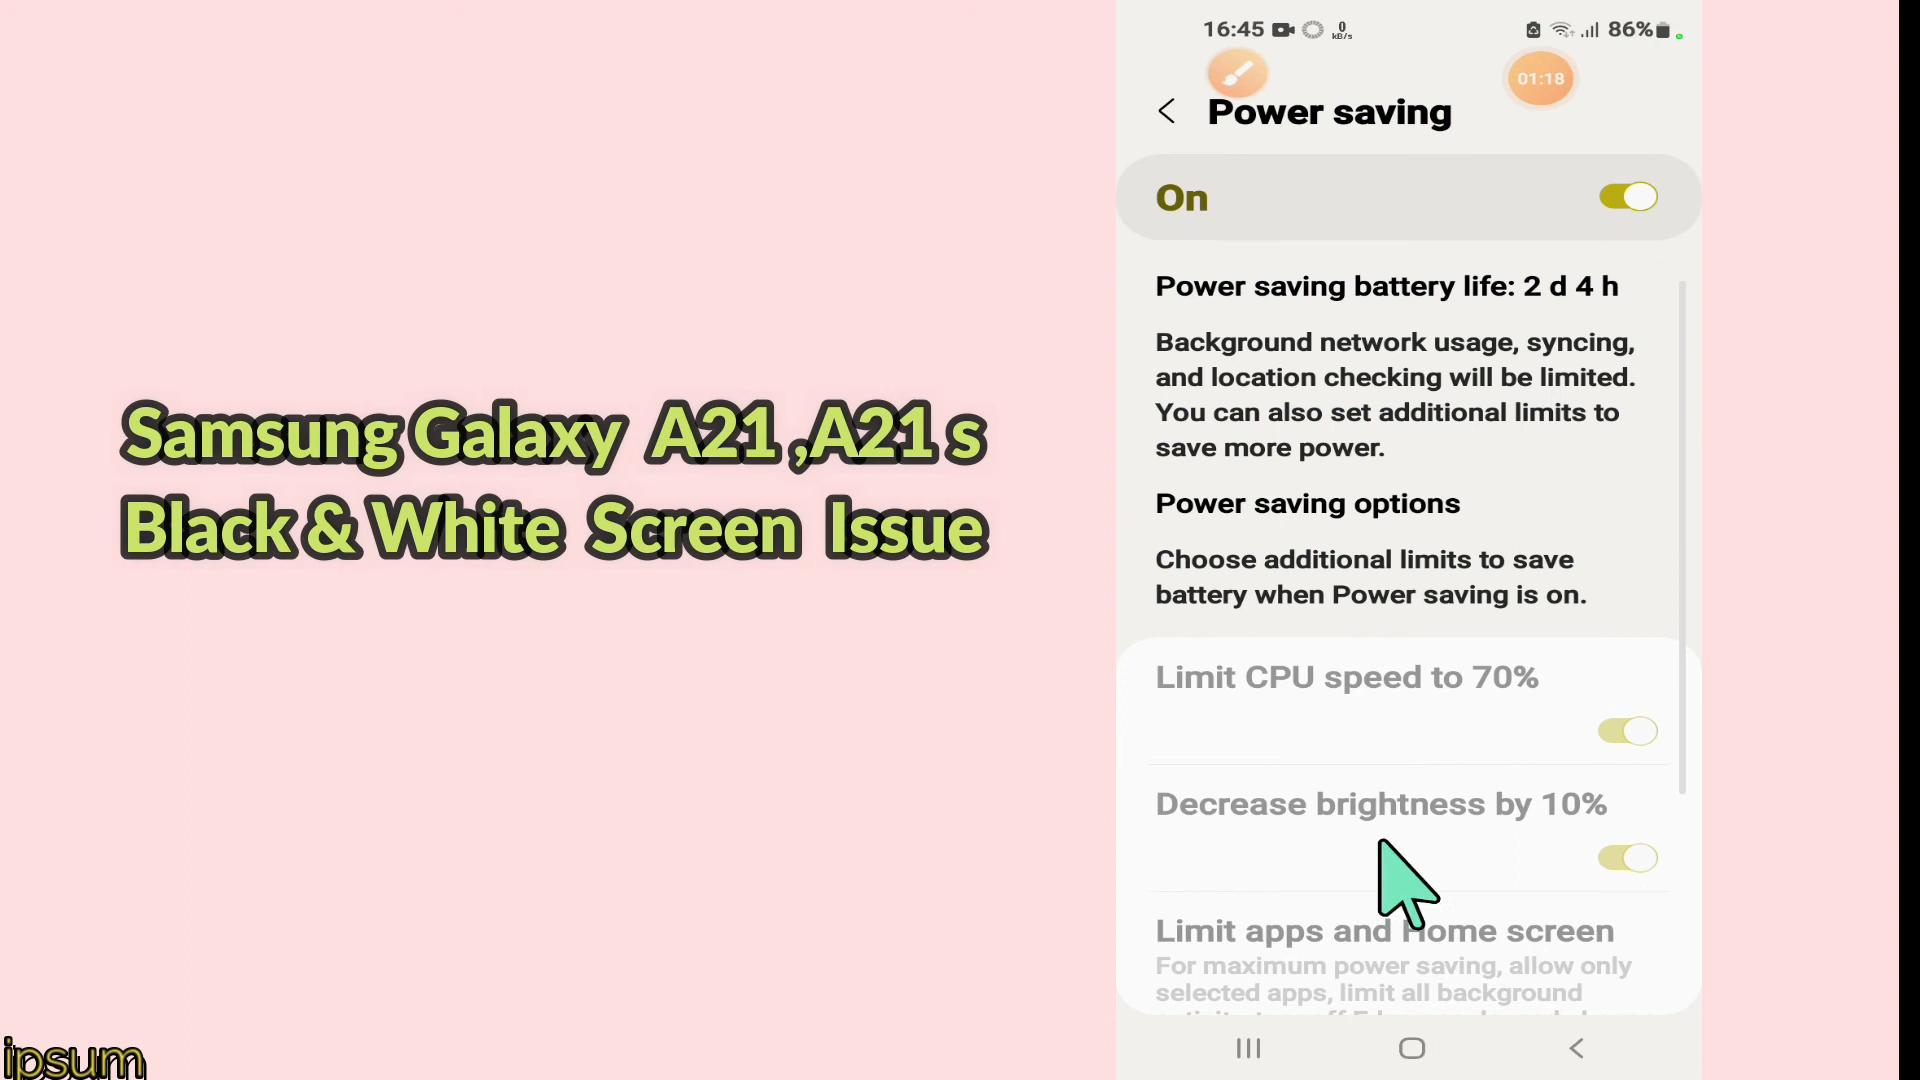 Samsung Galaxy A21 ,A21 s
Black & White Screen Issue
ipsum
16:45
0
kB/s
86%
01:18
Power saving
On
Power saving battery life: 2 d 4 h
Background network usage, syncing,
and location checking will be limited.
You can also set additional limits to
save more power.
Power saving options
Choose additional limits to save
battery when Power saving is on.
Limit CPU speed to 70%
Decrease brightness by 10%
Limit apps and Home screen
For maximum power saving, allow only
selected apps, limit all background